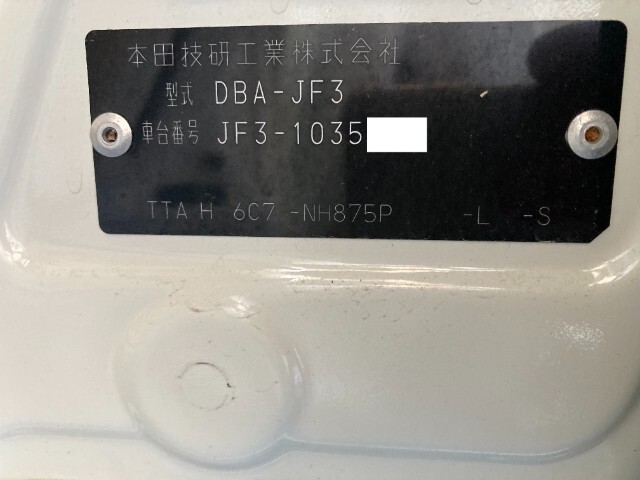 本田技研工業株式会社
型式 DBA-JF3
車台番号 JF3-1035
TTA H 6C7 -NH875P -L -S